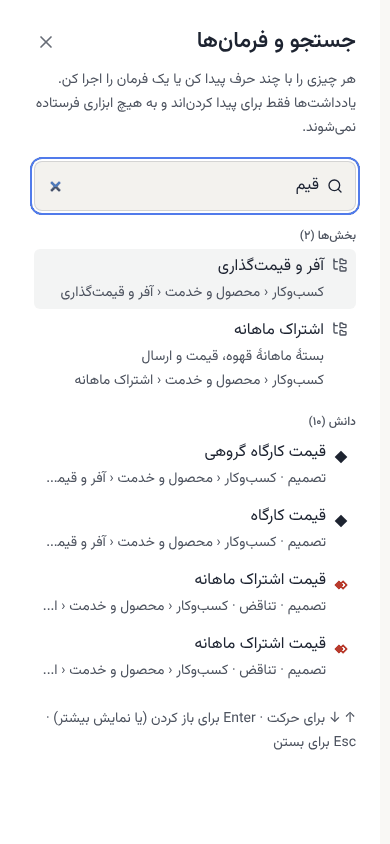 جستجو و فرمان‌ها
هر چیزی را با چند حرف پیدا کن یا یک فرمان را اجرا کن.
یادداشت‌ها فقط برای پیدا کردن‌اند و به هیچ ابزاری فرستاده
نمی‌شوند.
قیم
بخش‌ها (۲)
آفر و قیمت‌گذاری
کسب‌وکار › محصول و خدمت › آفر و قیمت‌گذاری
اشتراک ماهانه
بستهٔ ماهانهٔ قهوه، قیمت و ارسال
کسب‌وکار › محصول و خدمت › اشتراک ماهانه
دانش (۱۰)
قیمت کارگاه گروهی
تصمیم · کسب‌وکار › محصول و خدمت › آفر و قیمـ...
قیمت کارگاه
تصمیم · کسب‌وکار › محصول و خدمت › آفر و قیمـ...
قیمت اشتراک ماهانه
تصمیم · تناقض · کسب‌وکار › محصول و خدمت › ا...
قیمت اشتراک ماهانه
تصمیم · تناقض · کسب‌وکار › محصول و خدمت › ا...
↑ ↓ برای حرکت · Enter برای باز کردن (یا نمایش بیشتر) ·
Esc برای بستن